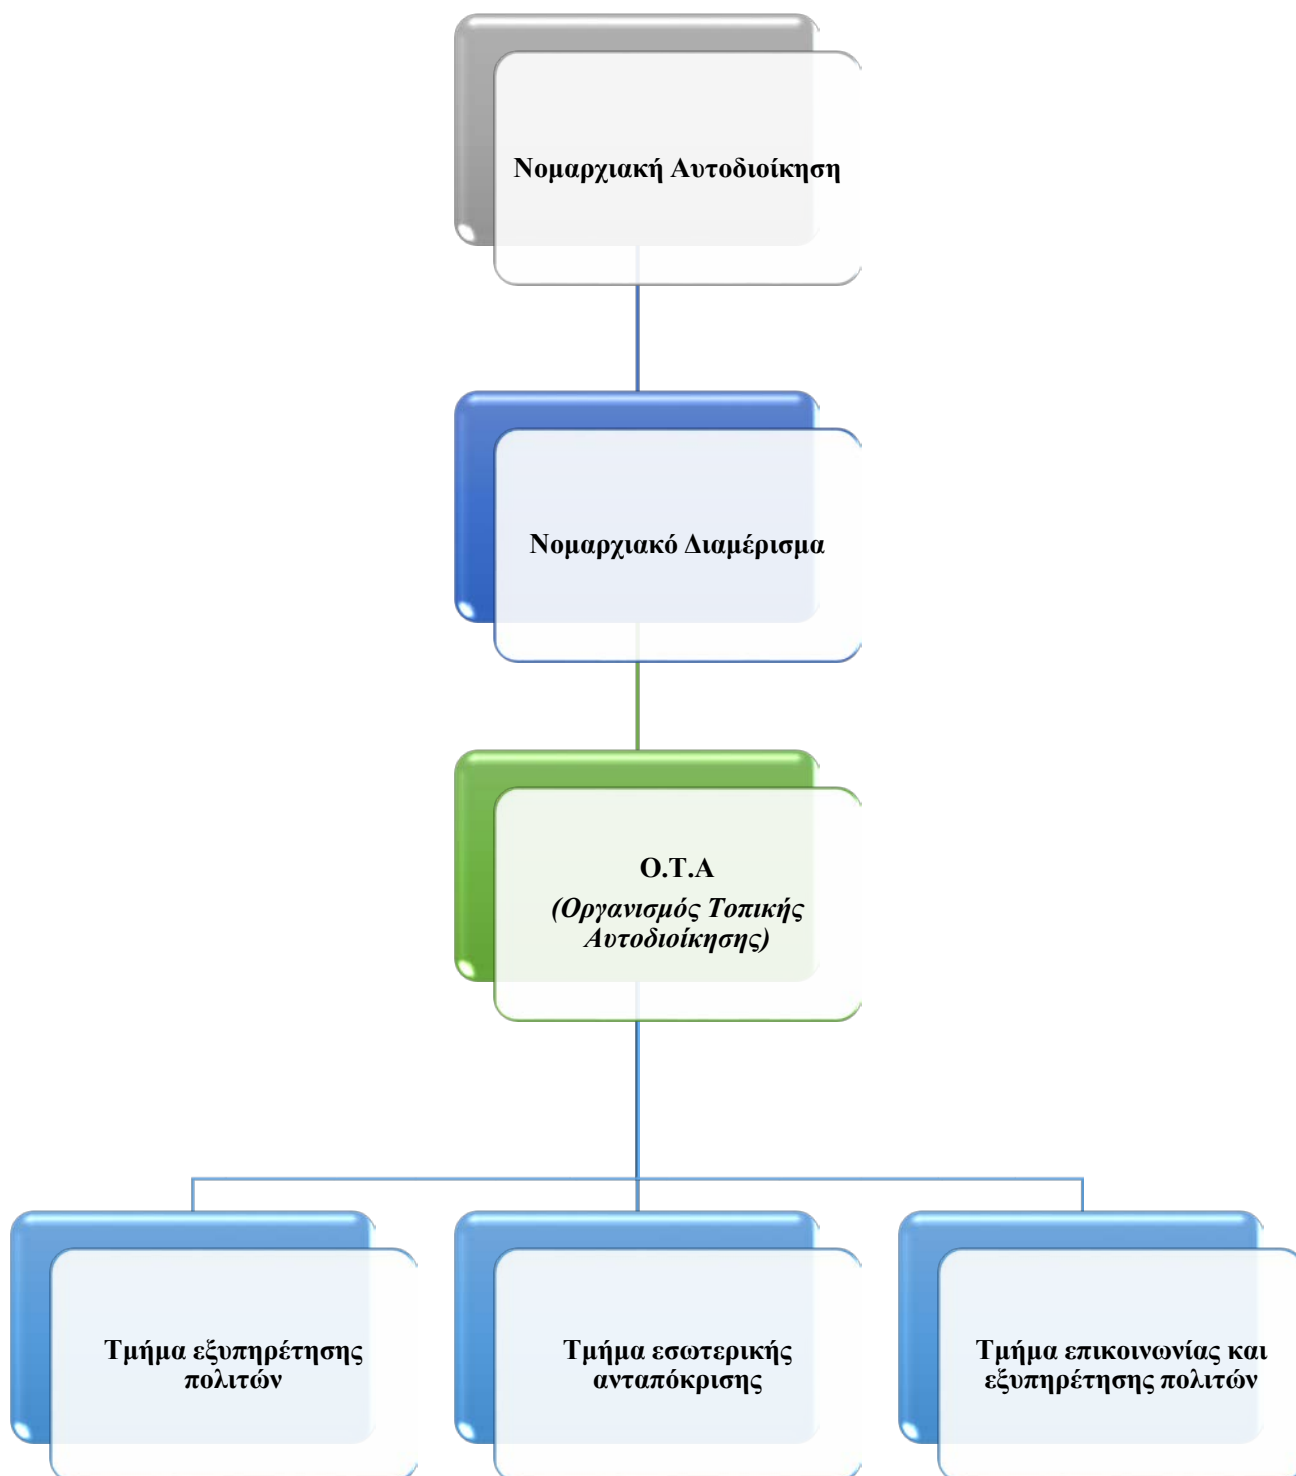 Νομαρχιακή Αυτοδιοίκηση
Νομαρχιακό Διαμέρισμα
Ο.Τ.Α
(Οργανισμός Τοπικής
Αυτοδιοίκησης)
Τμήμα εξυπηρέτησης
πολιτών
Τμήμα εσωτερικής
ανταπόκρισης
Τμήμα επικοινωνίας και
εξυπηρέτησης πολιτών